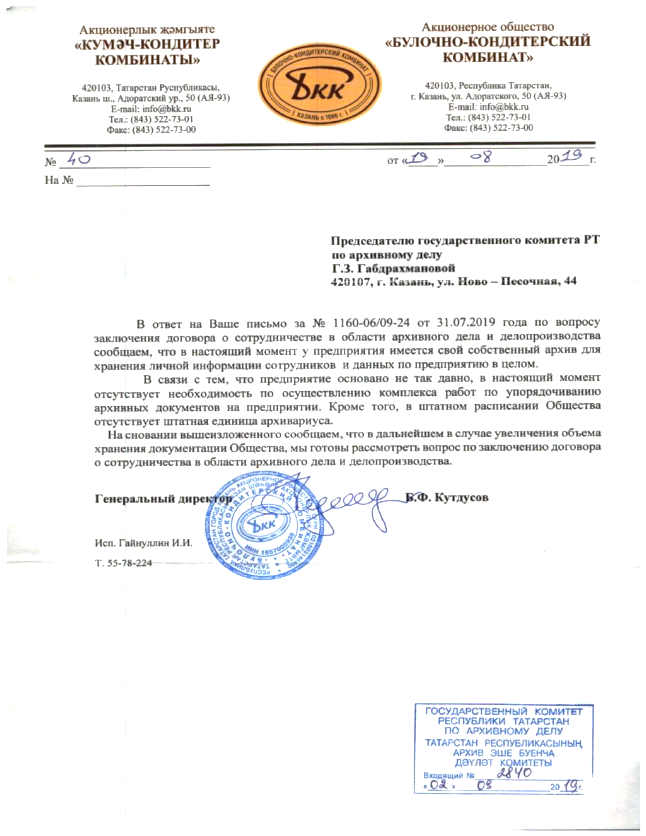 Акционерлык җәмгыяте
«КУМӘЧ-КОНДИТЕР
КОМБИНАТЫ»
420103, Татарстан Руспубликасы,
Казань ш., Адоратский ур., 50 (АЯ-93)
E-mail: info@bkk.ru
Тел.: (843) 522-73-01
Факс: (843) 522-73-00
БУЛОЧНО-КОНДИТЕРСКИЙ КОМБИНАТ
БКК
КАЗАНЬ с 1998 г.
Акционерное общество
«БУЛОЧНО-КОНДИТЕРСКИЙ
КОМБИНАТ»
420103, Республика Татарстан,
г. Казань, ул. Адоратского, 50 (АЯ-93)
E-mail: info@bkk.ru
Тел.: (843) 522-73-01
Факс: (843) 522-73-00
№ 40
от «19» 08 2019 г.
На №
Председателю государственного комитета РТ
по архивному делу
Г.З. Габдрахмановой
420107, г. Казань, ул. Ново – Песочная, 44
В ответ на Ваше письмо за № 1160-06/09-24 от 31.07.2019 года по вопросу
заключения договора о сотрудничестве в области архивного дела и делопроизводства
сообщаем, что в настоящий момент у предприятия имеется свой собственный архив для
хранения личной информации сотрудников и данных по предприятию в целом.
В связи с тем, что предприятие основано не так давно, в настоящий момент
отсутствует необходимость по осуществлению комплекса работ по упорядочиванию
архивных документов на предприятии. Кроме того, в штатном расписании Общества
отсутствует штатная единица архивариуса.
На сновании вышеизложенного сообщаем, что в дальнейшем в случае увеличения объема
хранения документации Общества, мы готовы рассмотреть вопрос по заключению договора
о сотрудничества в области архивного дела и делопроизводства.
Генеральный директор
Б.Ф. Кутдусов
БКК
Исп. Гайнуллин И.И.
Т. 55-78-224
ГОСУДАРСТВЕННЫЙ КОМИТЕТ
РЕСПУБЛИКИ ТАТАРСТАН
ПО АРХИВНОМУ ДЕЛУ
ТАТАРСТАН РЕСПУБЛИКАСЫНЫҢ
АРХИВ ЭШЕ БУЕНЧА
ДӘҮЛӘТ КОМИТЕТЫ
Входящий № 2840
«02» 09 2019 г.